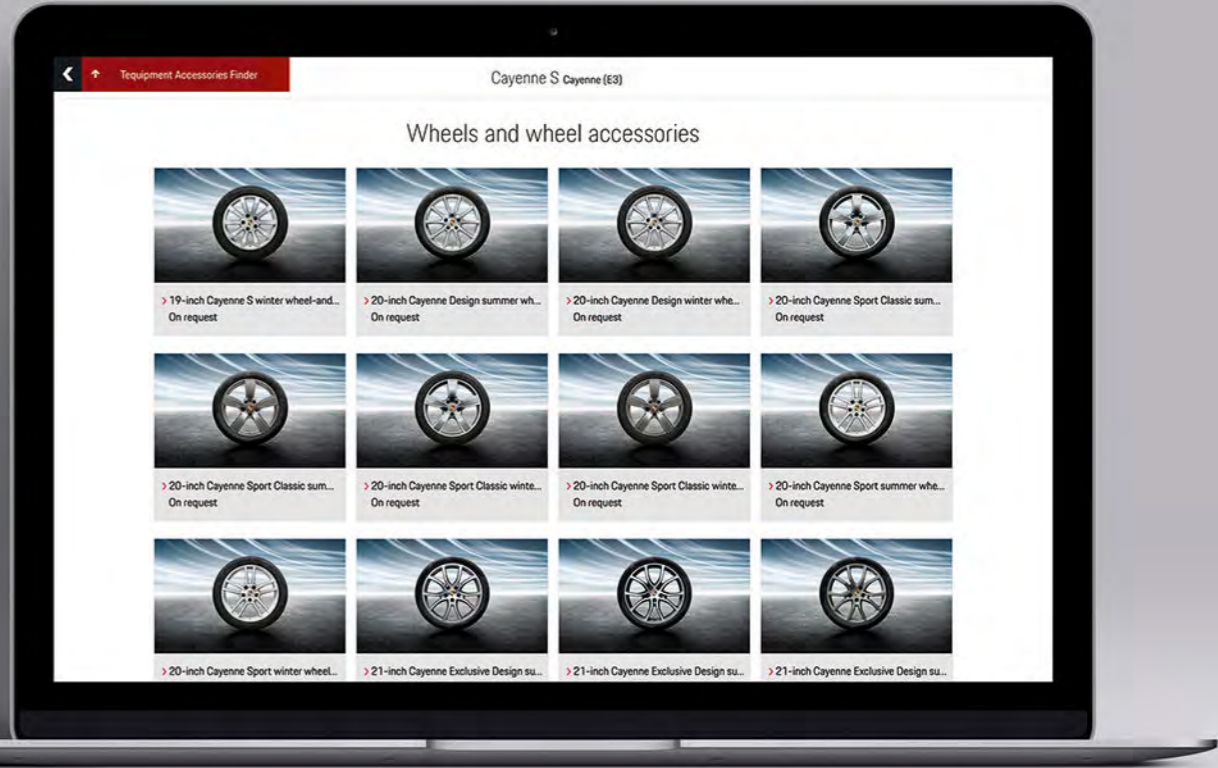 Tequipment Accessories Finder
Cayenne S Cayenne (E3)
Wheels and wheel accessories
19-inch Cayenne S winter wheel-and...
On request
20-inch Cayenne Design summer wh...
On request
20-inch Cayenne Design winter whe...
On request
20-inch Cayenne Sport Classic sum...
On request
20-inch Cayenne Sport Classic sum...
On request
20-inch Cayenne Sport Classic winte...
On request
20-inch Cayenne Sport Classic winte...
On request
20-inch Cayenne Sport summer whe...
On request
20-inch Cayenne Sport winter wheel...
21-inch Cayenne Exclusive Design su...
21-inch Cayenne Exclusive Design su...
21-inch Cayenne Exclusive Design su...